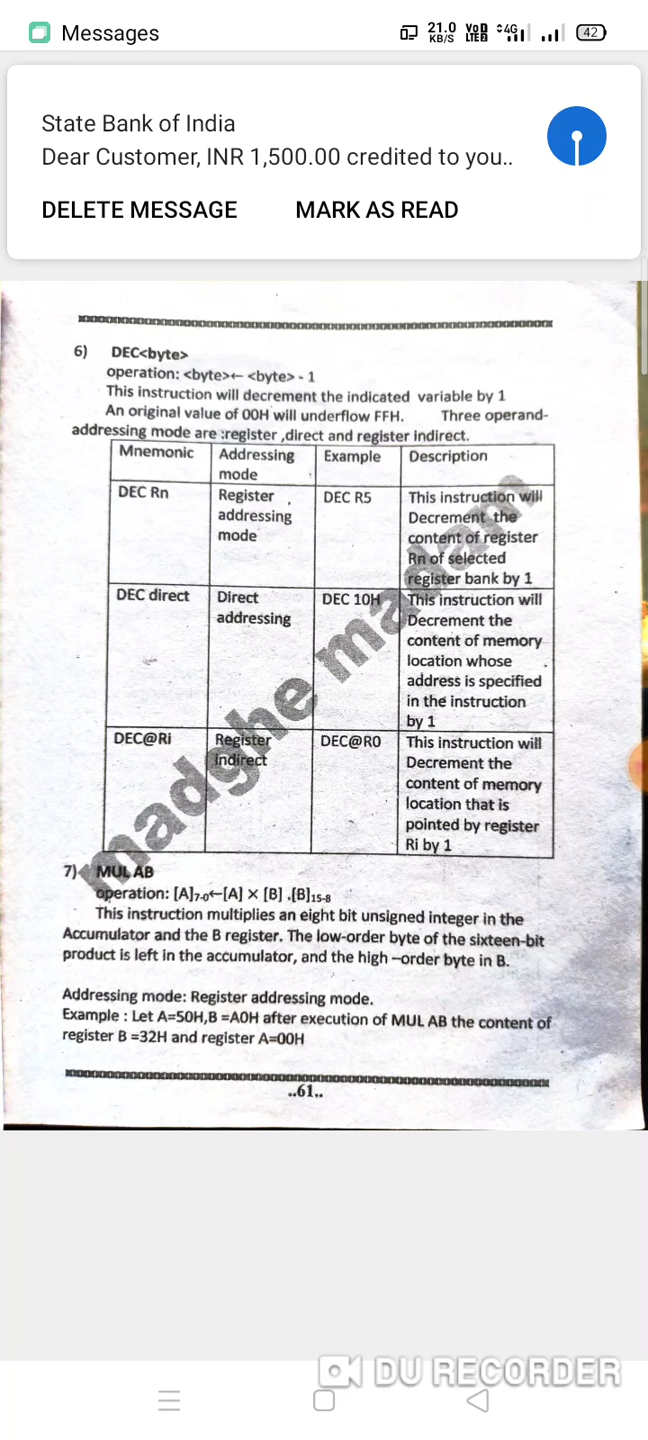 Messages
21.0 KB/S VoD LTE2 4G 42
State Bank of India
Dear Customer, INR 1,500.00 credited to you..
DELETE MESSAGE MARK AS READ
6) DEC<byte>
operation: <byte>← <byte> - 1
This instruction will decrement the indicated variable by 1
An original value of 00H will underflow FFH. Three operand-
addressing mode are :register ,direct and register indirect.
Mnemonic Addressing mode Example Description
DEC Rn Register addressing mode DEC R5 This instruction will Decrement the content of register Rn of selected register bank by 1
DEC direct Direct addressing DEC 10H This instruction will Decrement the content of memory location whose address is specified in the instruction by 1
DEC@Ri Register Indirect DEC@R0 This instruction will Decrement the content of memory location that is pointed by register Ri by 1
madghe madam
7) MUL AB
operation: [A]7-0←[A] X [B] .[B]15-8
This instruction multiplies an eight bit unsigned integer in the
Accumulator and the B register. The low-order byte of the sixteen-bit
product is left in the accumulator, and the high –order byte in B.
Addressing mode: Register addressing mode.
Example : Let A=50H,B =A0H after execution of MUL AB the content of
register B =32H and register A=00H
..61..
DU RECORDER